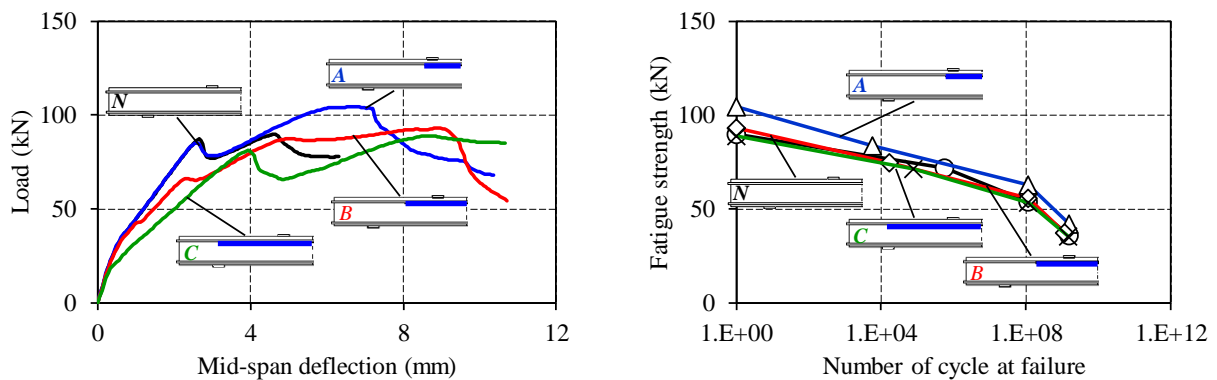 150
100
50
0
0
4
8
12
Load (kN)
Mid-span deflection (mm)
N
A
B
C
150
100
50
0
1.E+00
1.E+04
1.E+08
1.E+12
Fatigue strength (kN)
Number of cycle at failure
A
N
C
B